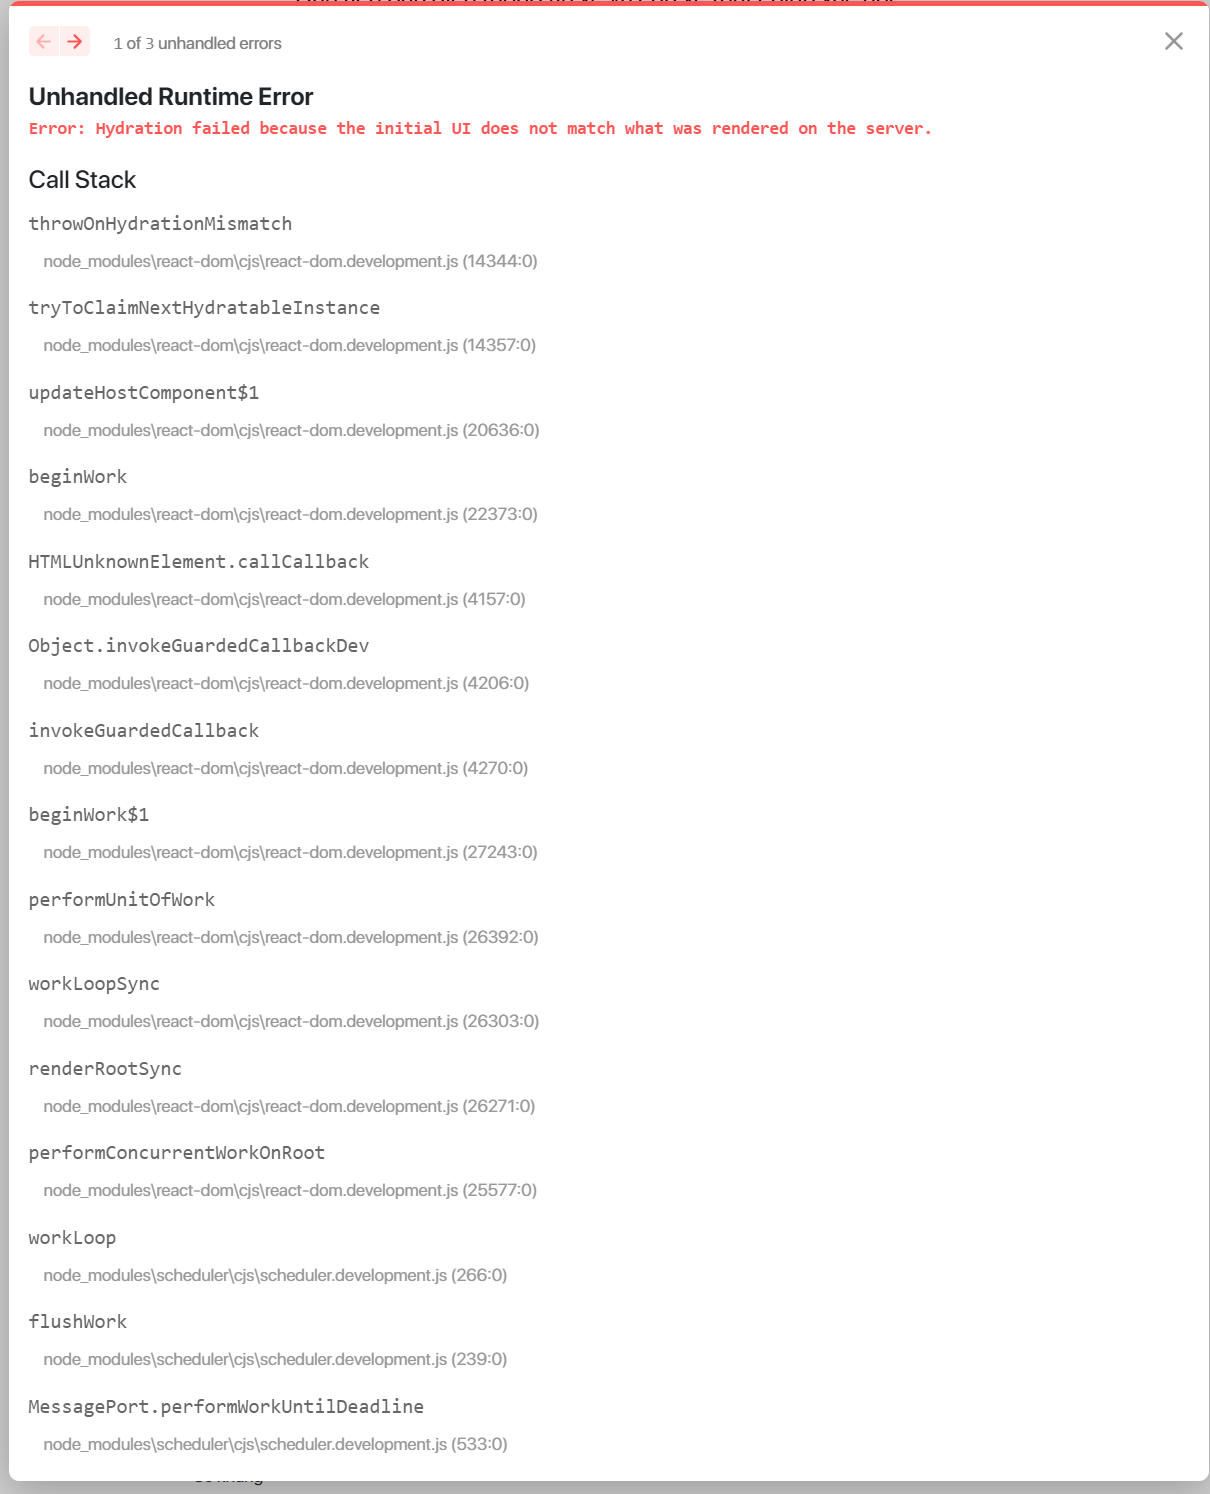 1 of 3 unhandled errors
Unhandled Runtime Error
Error: Hydration failed because the initial UI does not match what was rendered on the server.
Call Stack
throwOnHydrationMismatch
node_modules\react-dom\cjs\react-dom.development.js (14344:0)
tryToClaimNextHydratableInstance
node_modules\react-dom\cjs\react-dom.development.js (14357:0)
updateHostComponent$1
node_modules\react-dom\cjs\react-dom.development.js (20636:0)
beginWork
node_modules\react-dom\cjs\react-dom.development.js (22373:0)
HTMLUnknownElement.callCallback
node_modules\react-dom\cjs\react-dom.development.js (4157:0)
Object.invokeGuardedCallbackDev
node_modules\react-dom\cjs\react-dom.development.js (4206:0)
invokeGuardedCallback
node_modules\react-dom\cjs\react-dom.development.js (4270:0)
beginWork$1
node_modules\react-dom\cjs\react-dom.development.js (27243:0)
performUnitOfWork
node_modules\react-dom\cjs\react-dom.development.js (26392:0)
workLoopSync
node_modules\react-dom\cjs\react-dom.development.js (26303:0)
renderRootSync
node_modules\react-dom\cjs\react-dom.development.js (26271:0)
performConcurrentWorkOnRoot
node_modules\react-dom\cjs\react-dom.development.js (25577:0)
workLoop
node_modules\scheduler\cjs\scheduler.development.js (266:0)
flushWork
node_modules\scheduler\cjs\scheduler.development.js (239:0)
MessagePort.performWorkUntilDeadline
node_modules\scheduler\cjs\scheduler.development.js (533:0)